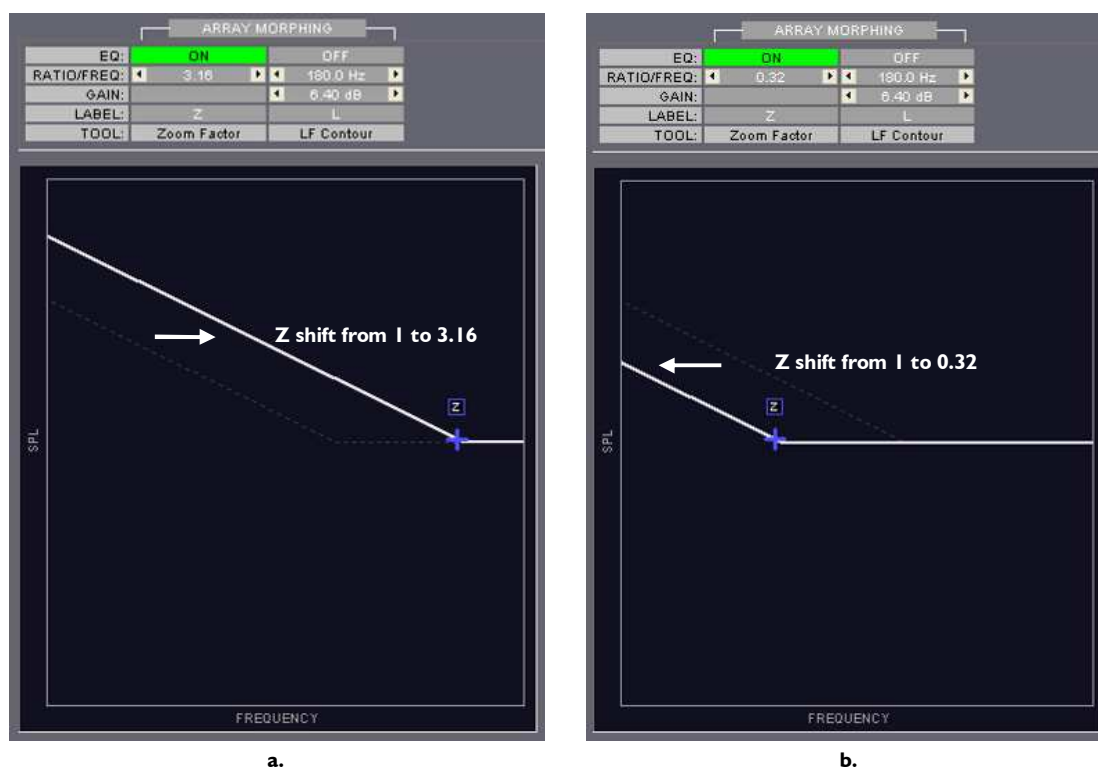 ARRAY MORPHING
EQ: ON OFF
RATIO/FREQ: 3.16 180.0 Hz
GAIN: 6.40 dB
LABEL: Z L
TOOL: Zoom Factor LF Contour
Z shift from 1 to 3.16
Z
SPL
FREQUENCY
a.
ARRAY MORPHING
EQ: ON OFF
RATIO/FREQ: 0.32 180.0 Hz
GAIN: 6.40 dB
LABEL: Z L
TOOL: Zoom Factor LF Contour
Z shift from 1 to 0.32
Z
SPL
FREQUENCY
b.